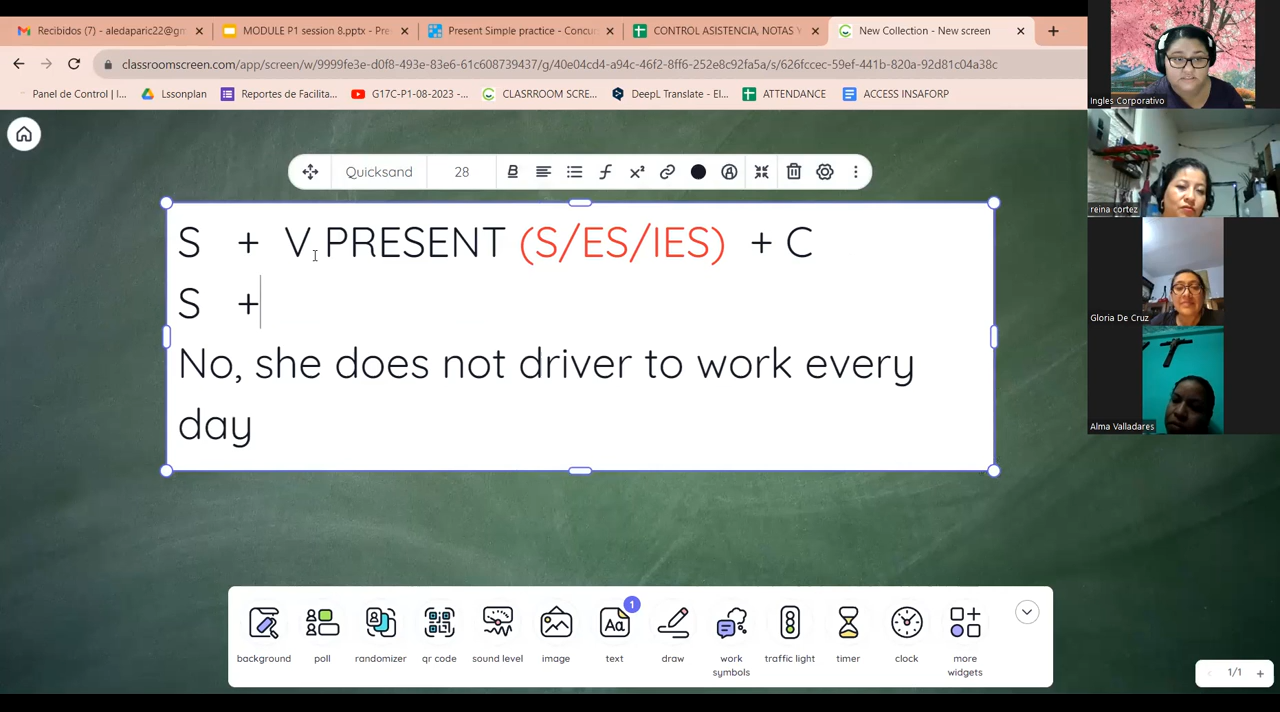 Recibidos (7) - aledaparic22@gm
MODULE P1 session 8.pptx - Pre
Present Simple practice - Concu
CONTROL ASISTENCIA, NOTAS Y
New Collection - New screen
classroomscreen.com/app/screen/w/9999fe3e-d0f8-493e-83e6-61c608739437/g/40e04cd4-a94c-46f2-8ff6-252e8c92fa5a/s/626fccec-59ef-441b-820a-92d81c04a38c
Panel de Control | I...
Lssonplan
Reportes de Facilita...
G17C-P1-08-2023 -...
CLASRROOM SCRE...
DeepL Translate - El...
ATTENDANCE
ACCESS INSAFORP
Ingles Corporativo
reina cortez
Gloria De Cruz
Alma Valladares
Quicksand
28
S + V.PRESENT (S/ES/IES) + C
S +
No, she does not driver to work every
day
1
background
poll
randomizer
qr code
sound level
image
text
draw
work
symbols
traffic light
timer
clock
more
widgets
1/1